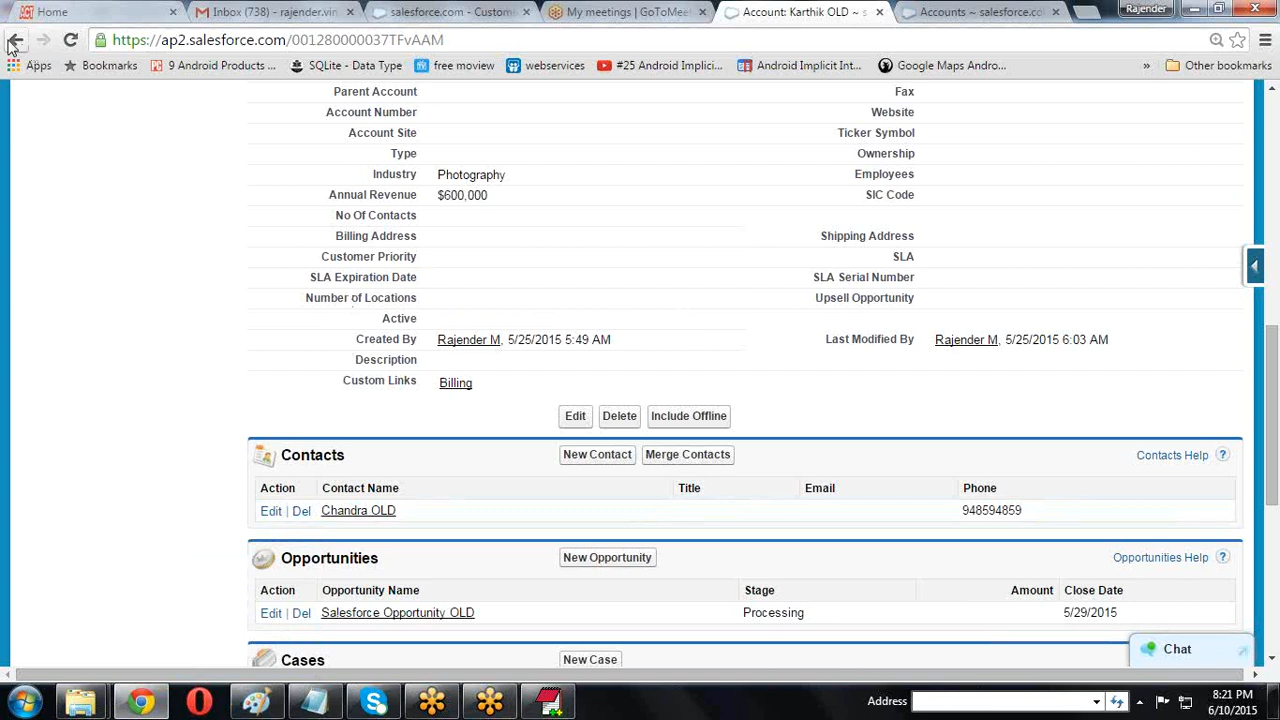 Home
Inbox (738) - rajender.vin
salesforce.com - Custom
My meetings | GoToMeet
Account: Karthik OLD ~ s
Accounts ~ salesforce.co
Rajender
https://ap2.salesforce.com/001280000037TFvAAM
Apps
Bookmarks
9 Android Products ...
SQLite - Data Type
free moview
webservices
#25 Android Implici...
Android Implicit Int...
Google Maps Andro...
»
Other bookmarks
Parent Account
Fax
Account Number
Website
Account Site
Ticker Symbol
Type
Ownership
Industry Photography
Employees
Annual Revenue $600,000
SIC Code
No Of Contacts
Billing Address
Shipping Address
Customer Priority
SLA
SLA Expiration Date
SLA Serial Number
Number of Locations
Upsell Opportunity
Active
Created By Rajender M, 5/25/2015 5:49 AM
Last Modified By Rajender M, 5/25/2015 6:03 AM
Description
Custom Links Billing
Edit Delete Include Offline
Contacts New Contact Merge Contacts Contacts Help ?
Action Contact Name Title Email Phone
Edit | Del Chandra OLD 948594859
Opportunities New Opportunity Opportunities Help ?
Action Opportunity Name Stage Amount Close Date
Edit | Del Salesforce Opportunity OLD Processing 5/29/2015
Cases New Case
Chat
Address
8:21 PM
6/10/2015